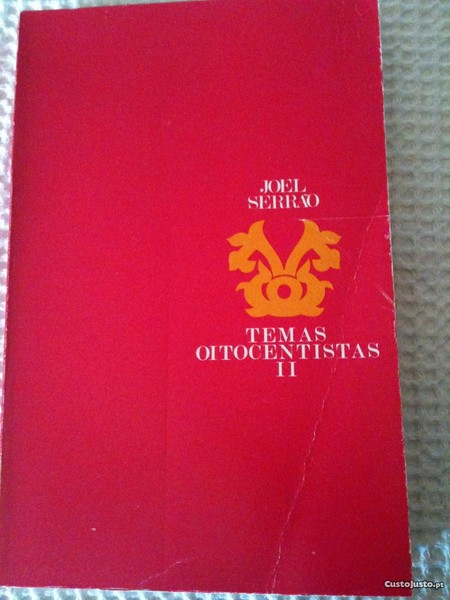 JOEL
SERRÃO
TEMAS
OITOCENTISTAS
II
CustoJusto.pt